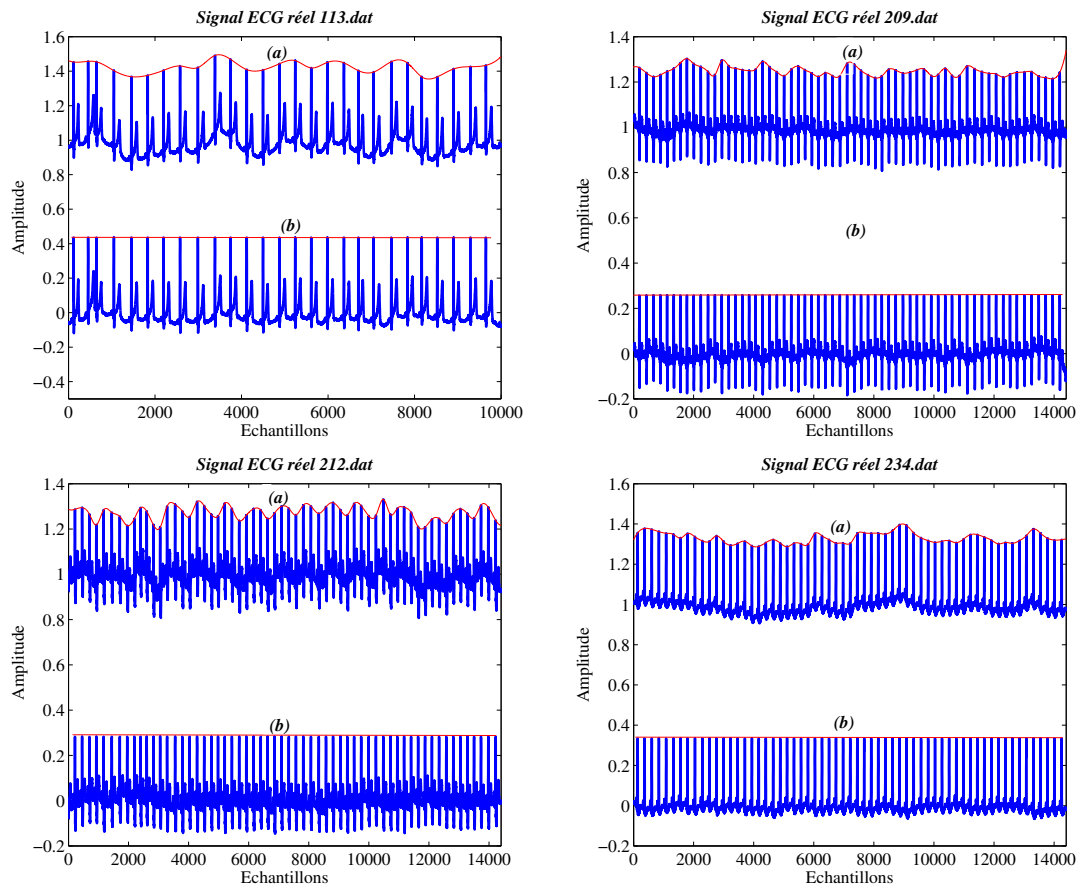 Signal ECG réel 113.dat
1.6
1.4
1.2
1
0.8
0.6
0.4
0.2
0
−0.2
−0.4
Amplitude
(a)
(b)
0 2000 4000 6000 8000 10000
Echantillons
Signal ECG réel 209.dat
1.4
1.2
1
0.8
0.6
0.4
0.2
0
−0.2
Amplitude
(a)
(b)
0 2000 4000 6000 8000 10000 12000 14000
Echantillons
Signal ECG réel 212.dat
1.4
1.2
1
0.8
0.6
0.4
0.2
0
−0.2
Amplitude
(a)
(b)
0 2000 4000 6000 8000 10000 12000 14000
Echantillons
Signal ECG réel 234.dat
1.6
1.4
1.2
1
0.8
0.6
0.4
0.2
0
−0.2
Amplitude
(a)
(b)
0 2000 4000 6000 8000 10000 12000 14000
Echantillons